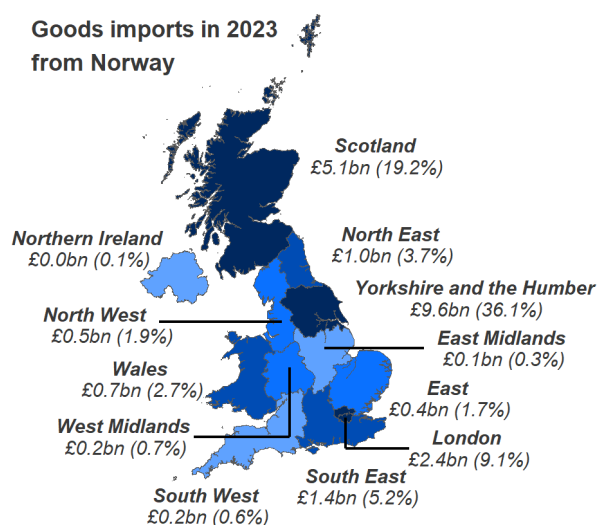 Goods imports in 2023
from Norway
Scotland
£5.1bn (19.2%)
Northern Ireland
£0.0bn (0.1%)
North East
£1.0bn (3.7%)
Yorkshire and the Humber
£9.6bn (36.1%)
North West
£0.5bn (1.9%)
East Midlands
£0.1bn (0.3%)
Wales
£0.7bn (2.7%)
East
£0.4bn (1.7%)
West Midlands
£0.2bn (0.7%)
London
£2.4bn (9.1%)
South East
£1.4bn (5.2%)
South West
£0.2bn (0.6%)